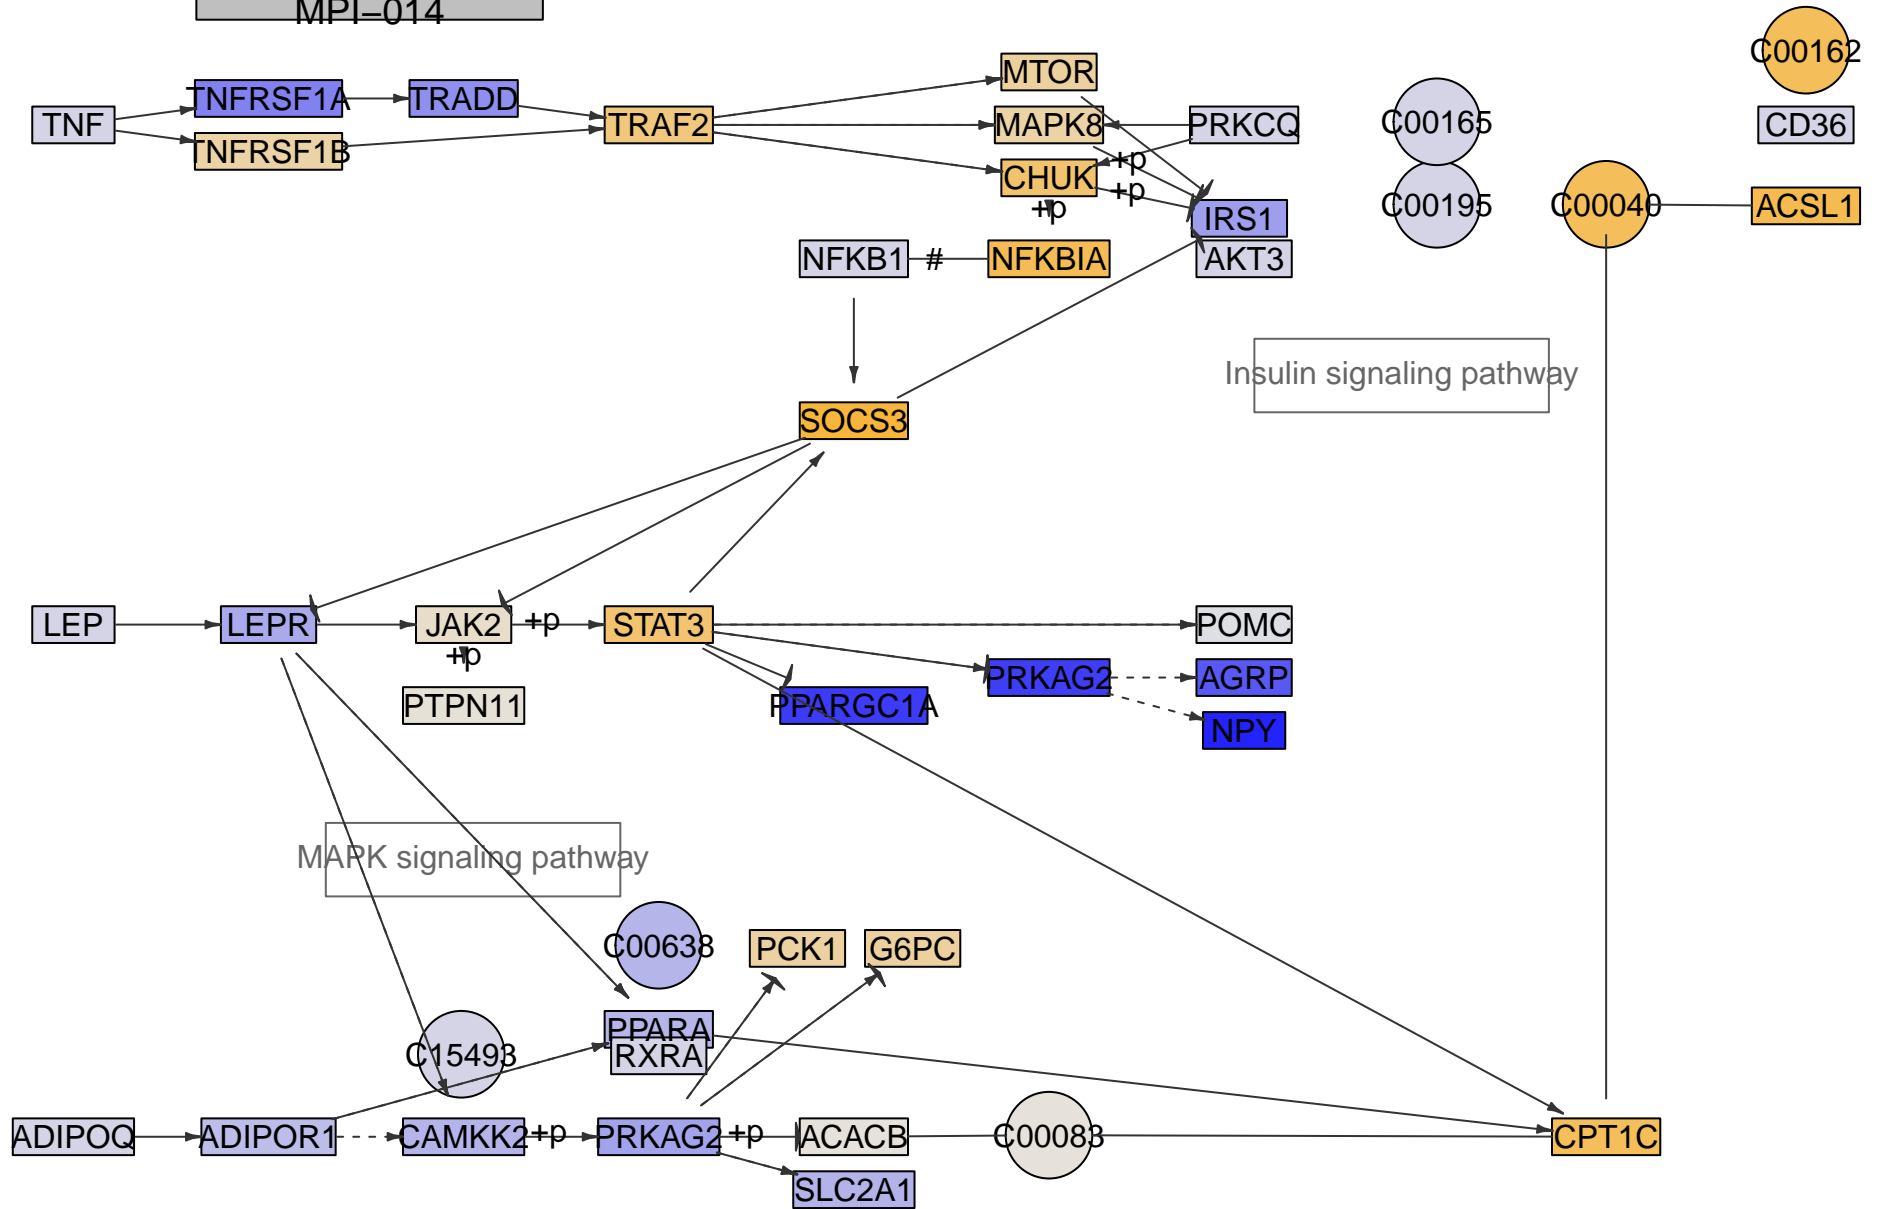 MPI−014
C00162
MTOR
TNFRSF1A
TRADD
TNF
TRAF2
MAPK8
PRKCQ
C00165
CD36
TNFRSF1B
+p
CHUK
+p
+p
IRS1
C00195
C00040
ACSL1
NFKB1
#
NFKBIA
AKT3
Insulin signaling pathway
SOCS3
LEP
LEPR
JAK2
+p
STAT3
POMC
+p
PRKAG2
AGRP
PTPN11
PPARGC1A
NPY
MAPK signaling pathway
C00638
PCK1
G6PC
PPARA
RXRA
C15493
ADIPOQ
ADIPOR1
CAMKK2
+p
PRKAG2
+p
ACACB
C00083
CPT1C
SLC2A1